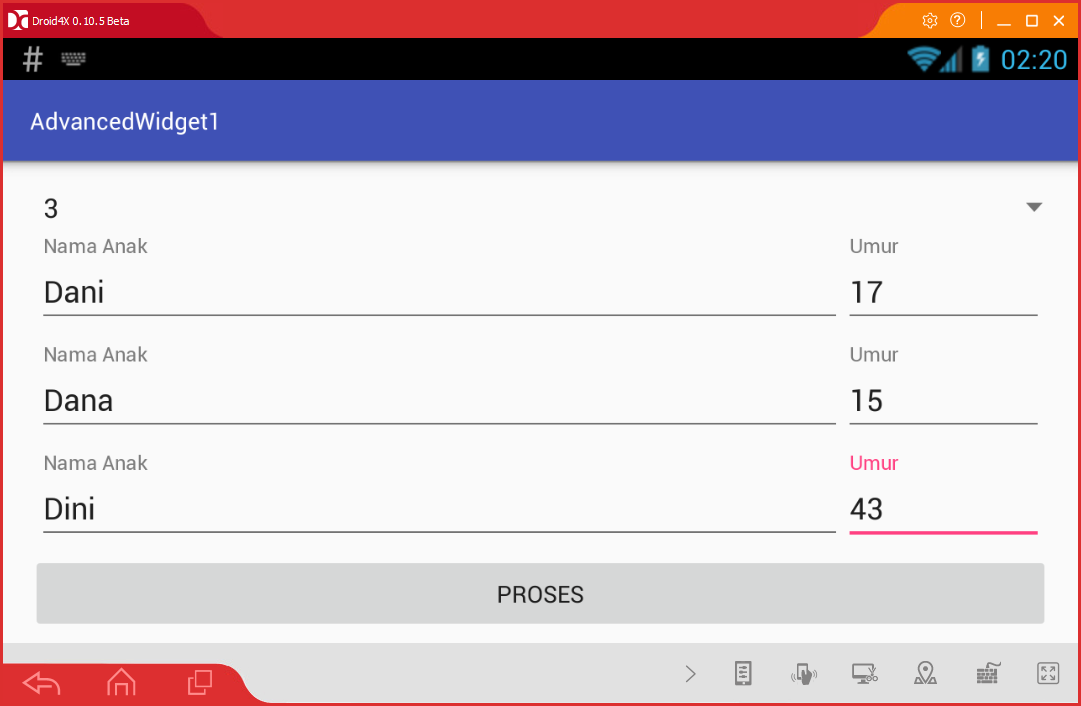 Droid4X 0.10.5 Beta
02:20
AdvancedWidget1
3
Nama Anak Umur
Dani 17
Nama Anak Umur
Dana 15
Nama Anak Umur
Dini 43
PROSES